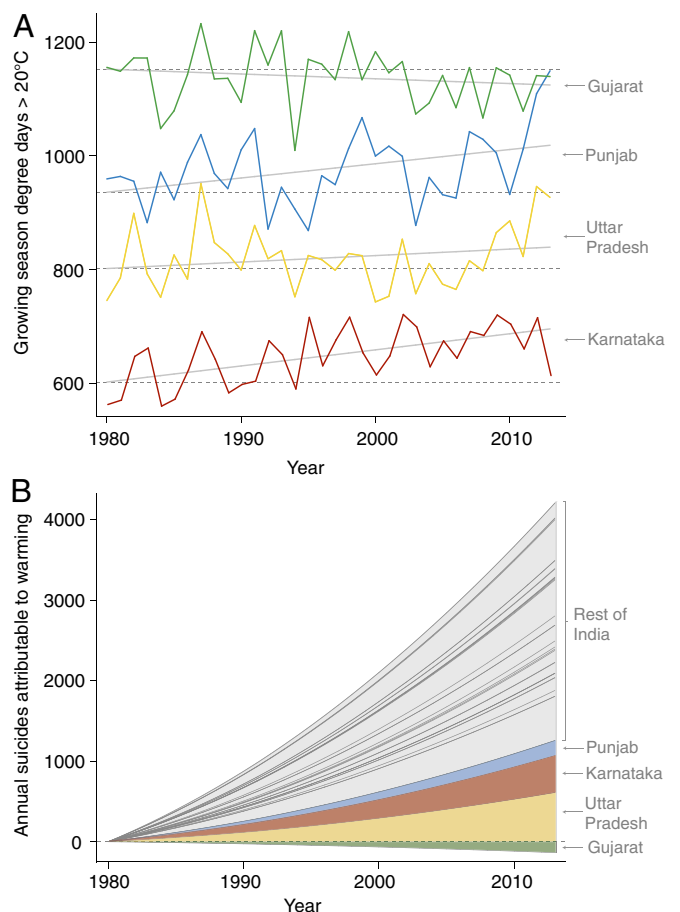 A
Growing season degree days > 20°C
1200
1000
800
600
Gujarat
Punjab
Uttar
Pradesh
Karnataka
1980
1990
2000
2010
Year
B
Annual suicides attributable to warming
4000
3000
2000
1000
0
Rest of
India
Punjab
Karnataka
Uttar
Pradesh
Gujarat
1980
1990
2000
2010
Year